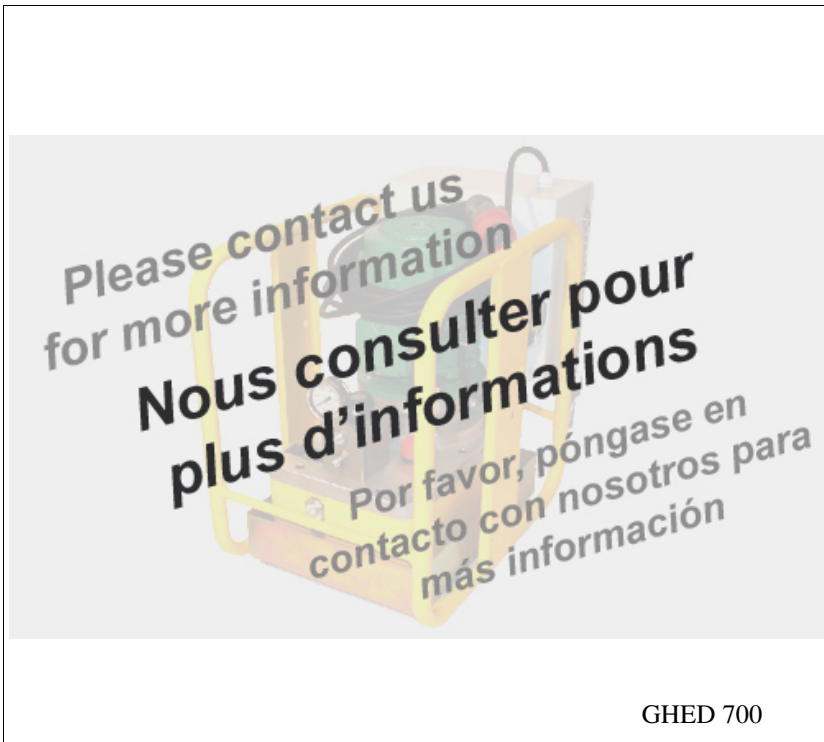 Please contact us
for more information
Nous consulter pour
plus d’informations
Por favor, póngase en
contacto con nosotros para
más información
GHED 700